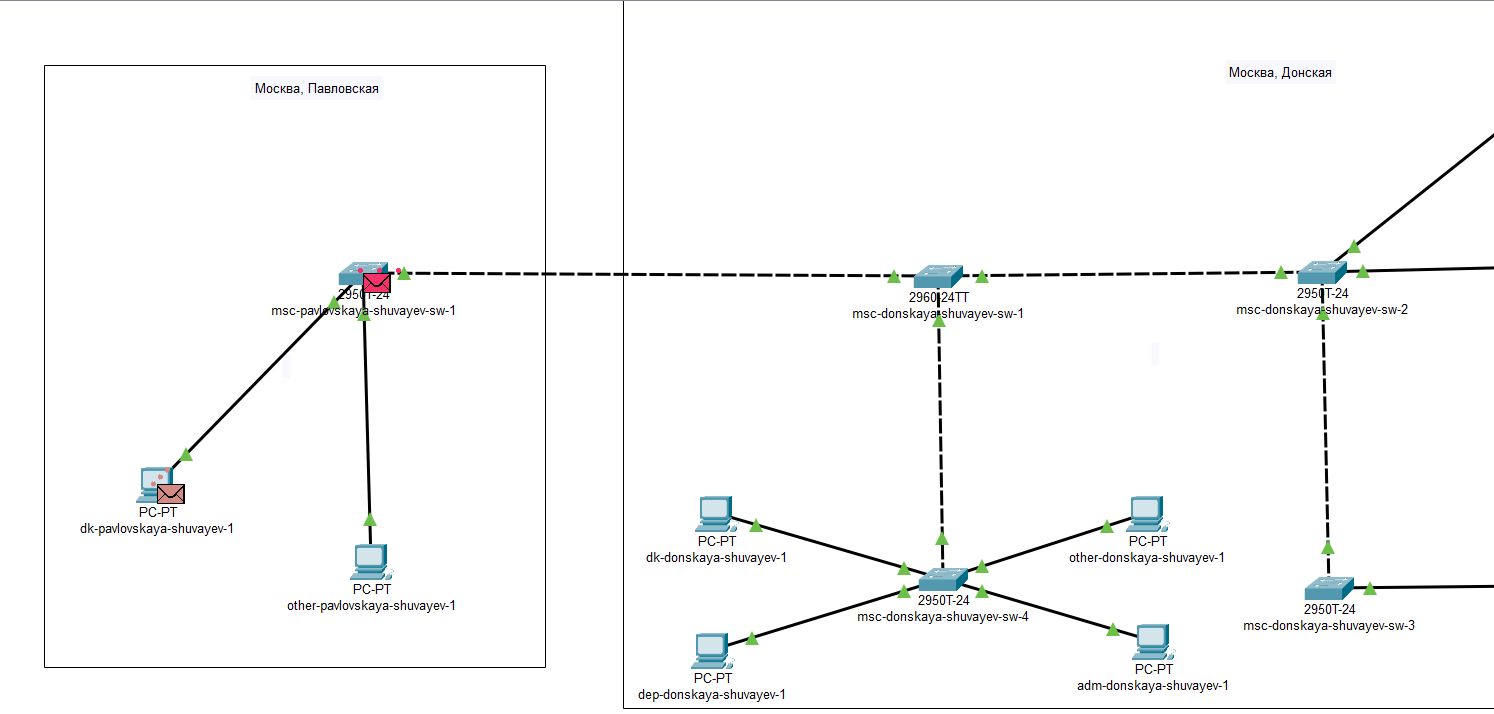 Москва, Павловская
Москва, Донская
2950T-24
msc-pavlovskaya-shuvayev-sw-1
2960-24TT
msc-donskaya-shuvayev-sw-1
2950T-24
msc-donskaya-shuvayev-sw-2
PC-PT
dk-pavlovskaya-shuvayev-1
PC-PT
other-pavlovskaya-shuvayev-1
PC-PT
dk-donskaya-shuvayev-1
PC-PT
other-donskaya-shuvayev-1
2950T-24
msc-donskaya-shuvayev-sw-4
2950T-24
msc-donskaya-shuvayev-sw-3
PC-PT
dep-donskaya-shuvayev-1
PC-PT
adm-donskaya-shuvayev-1